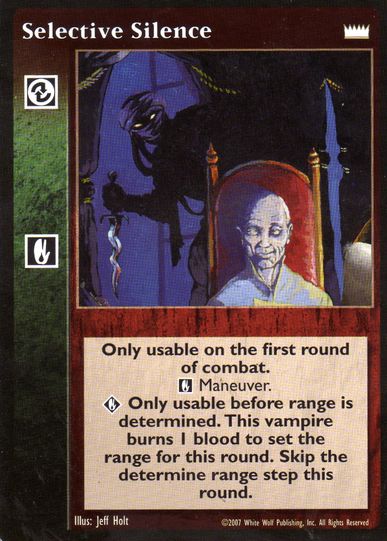 Selective Silence
Only usable on the first round
of combat.
Maneuver.
Only usable before range is
determined. This vampire
burns 1 blood to set the
range for this round. Skip the
determine range step this
round.
Illus: Jeff Holt
©2007 White Wolf Publishing, Inc. All Rights Reserved